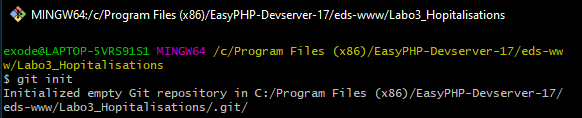 MINGW64:/c/Program Files (x86)/EasyPHP-Devserver-17/eds-www/Labo3_Hopitalisations
exode@LAPTOP-5VRS91S1 MINGW64 /c/Program Files (x86)/EasyPHP-Devserver-17/eds-ww
w/Labo3_Hopitalisations
$ git init
Initialized empty Git repository in C:/Program Files (x86)/EasyPHP-Devserver-17/
eds-www/Labo3_Hopitalisations/.git/